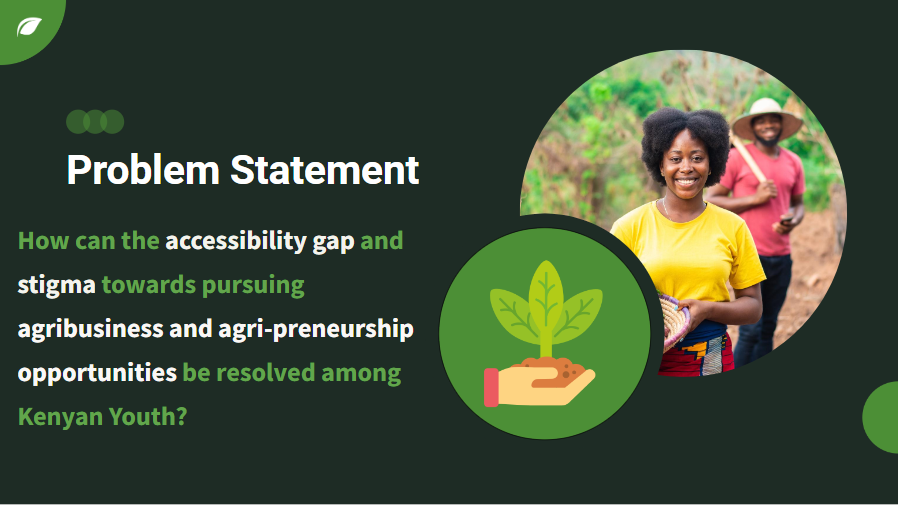 Problem Statement
How can the accessibility gap and
stigma towards pursuing
agribusiness and agri-preneurship
opportunities be resolved among
Kenyan Youth?